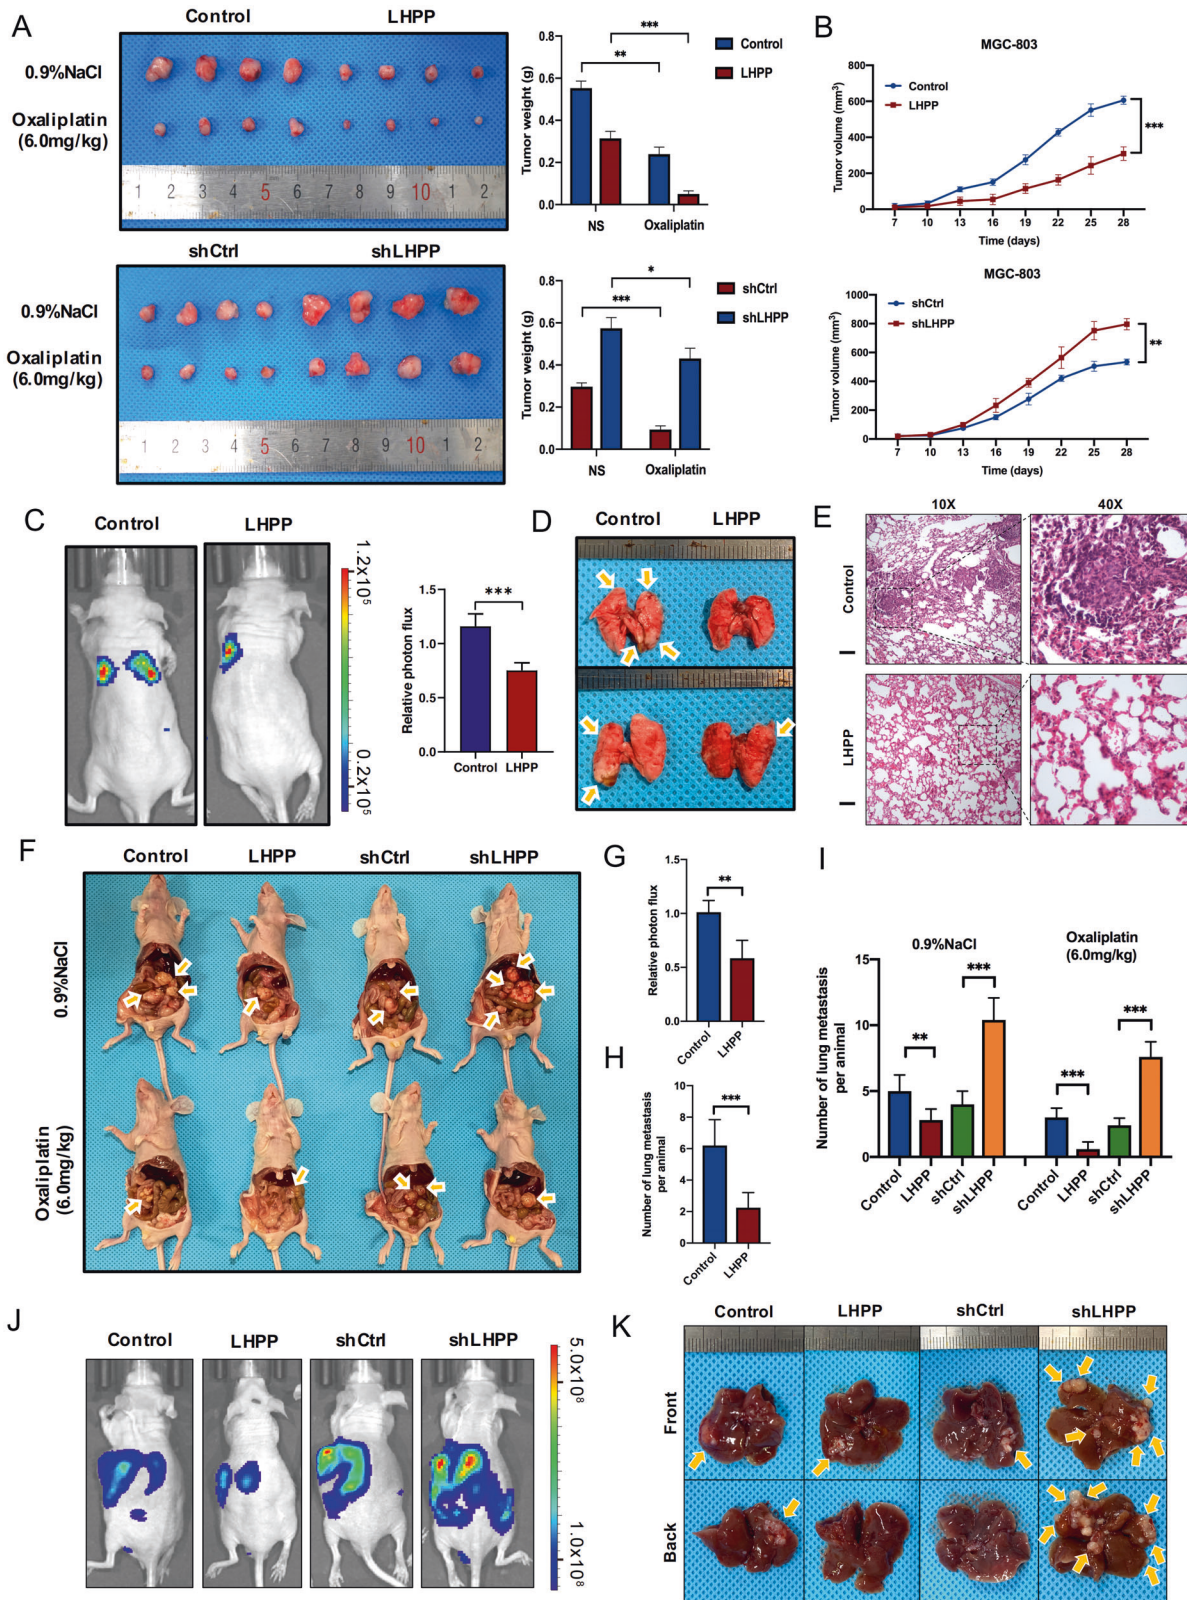 A
Control
LHPP
0.9%NaCl
Oxaliplatin
(6.0mg/kg)
1 2 3 4 5 6 7 8 9 10 1 2
Tumor weight (g)
0.8
0.6
0.4
0.2
0.0
***
**
Control
LHPP
NS
Oxaliplatin
B
MGC-803
Tumor volume (mm³)
800
600
400
200
0
Control
LHPP
***
7 10 13 16 19 22 25 28
Time (days)
shCtrl
shLHPP
0.9%NaCl
Oxaliplatin
(6.0mg/kg)
1 2 3 4 5 6 7 8 9 10 1 2
Tumor weight (g)
0.8
0.6
0.4
0.2
0.0
*
***
shCtrl
shLHPP
NS
Oxaliplatin
MGC-803
Tumor volume (mm³)
1000
800
600
400
200
0
shCtrl
shLHPP
**
7 10 13 16 19 22 25 28
Time (days)
C
Control
LHPP
1.2x10⁵
0.2x10⁵
Relative photon flux
1.5
1.0
0.5
0.0
***
Control
LHPP
D
Control
LHPP
E
10X
40X
Control
LHPP
F
Control
LHPP
shCtrl
shLHPP
0.9%NaCl
Oxaliplatin
(6.0mg/kg)
G
Relative photon flux
1.5
1.0
0.5
0.0
**
Control
LHPP
H
Number of lung metastasis
per animal
10
8
6
4
2
0
***
Control
LHPP
I
0.9%NaCl
Oxaliplatin
(6.0mg/kg)
Number of lung metastasis
per animal
15
10
5
0
**
***
***
***
Control
LHPP
shCtrl
shLHPP
Control
LHPP
shCtrl
shLHPP
J
Control
LHPP
shCtrl
shLHPP
5.0x10⁸
1.0x10⁸
K
Control
LHPP
shCtrl
shLHPP
Front
Back